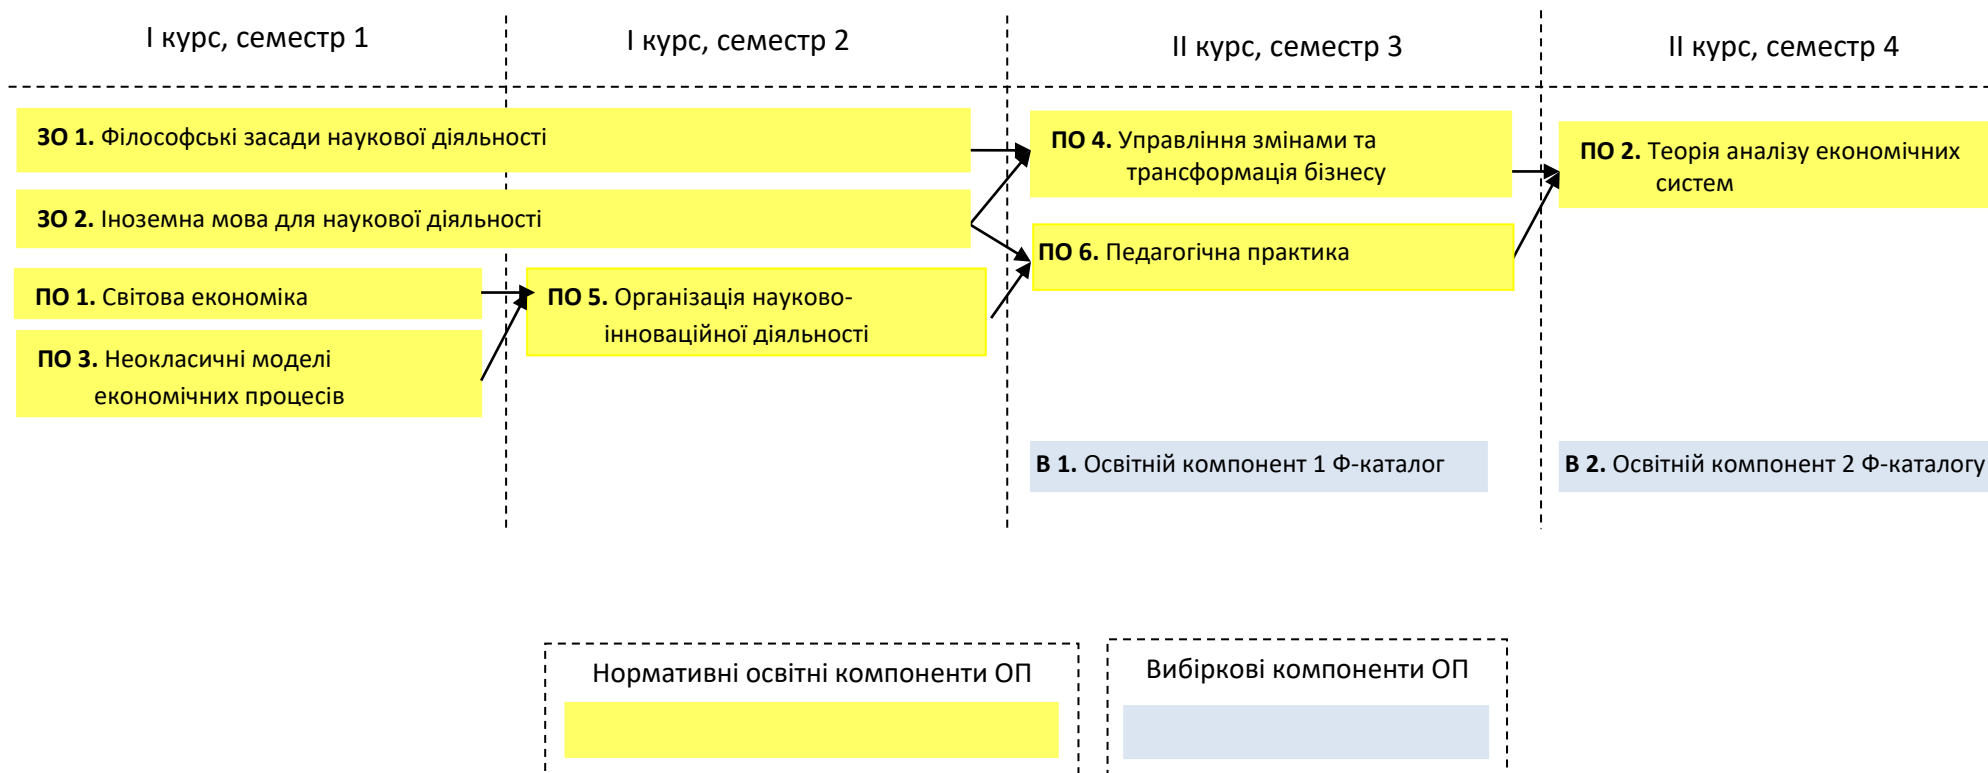 І курс, семестр 1
І курс, семестр 2
ІІ курс, семестр 3
ІІ курс, семестр 4
ЗО 1. Філософські засади наукової діяльності
ЗО 2. Іноземна мова для наукової діяльності
ПО 1. Світова економіка
ПО 3. Неокласичні моделі
економічних процесів
ПО 5. Організація науково-
інноваційної діяльності
ПО 4. Управління змінами та
трансформація бізнесу
ПО 6. Педагогічна практика
ПО 2. Теорія аналізу економічних
систем
В 1. Освітній компонент 1 Ф-каталог
В 2. Освітній компонент 2 Ф-каталогу
Нормативні освітні компоненти ОП
Вибіркові компоненти ОП